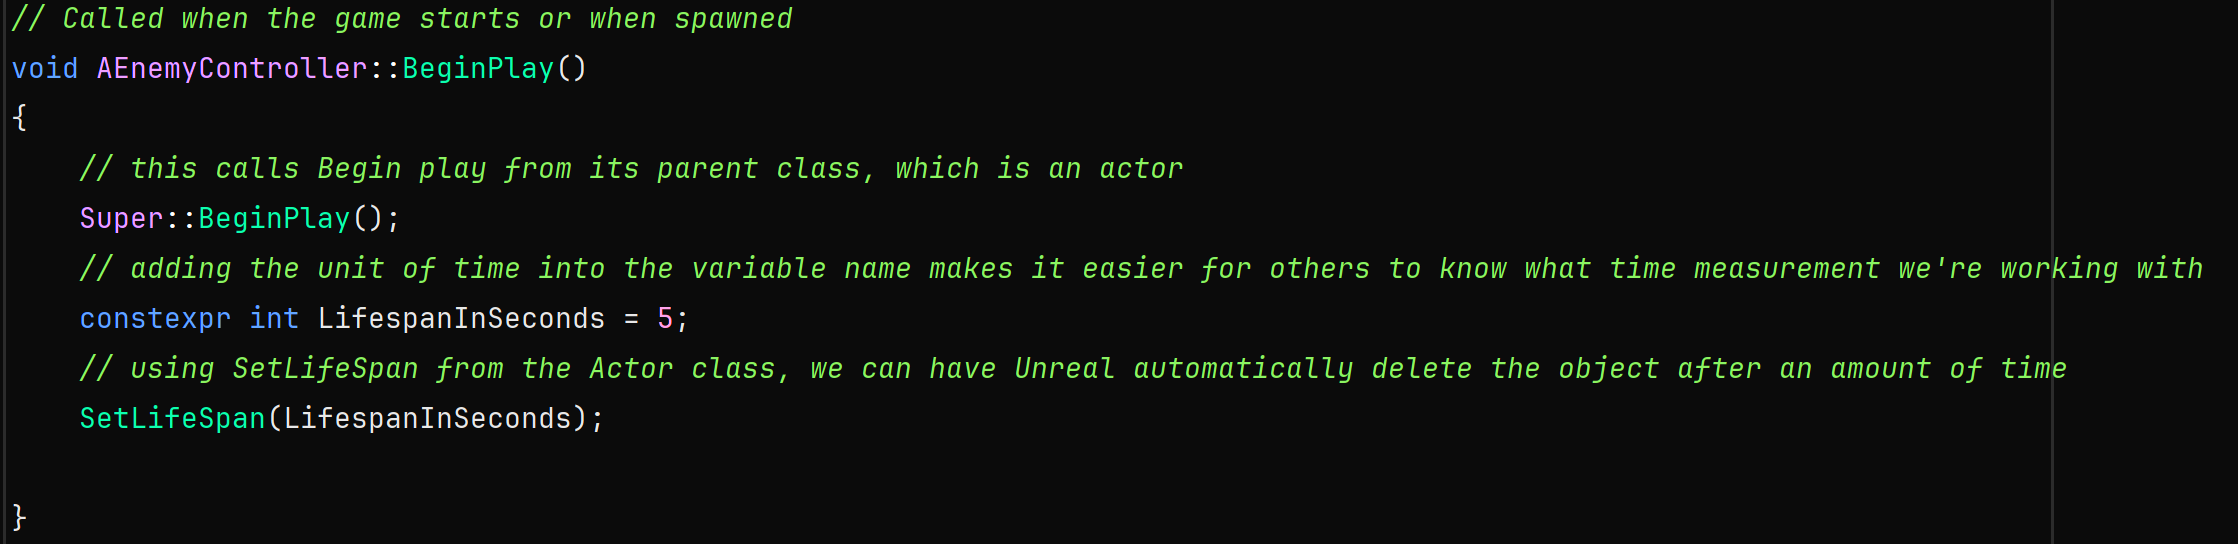 // Called when the game starts or when spawned
void AEnemyController::BeginPlay()
{
    // this calls Begin play from its parent class, which is an actor
    Super::BeginPlay();
    // adding the unit of time into the variable name makes it easier for others to know what time measurement we're working with
    constexpr int LifespanInSeconds = 5;
    // using SetLifeSpan from the Actor class, we can have Unreal automatically delete the object after an amount of time
    SetLifeSpan(LifespanInSeconds);

}